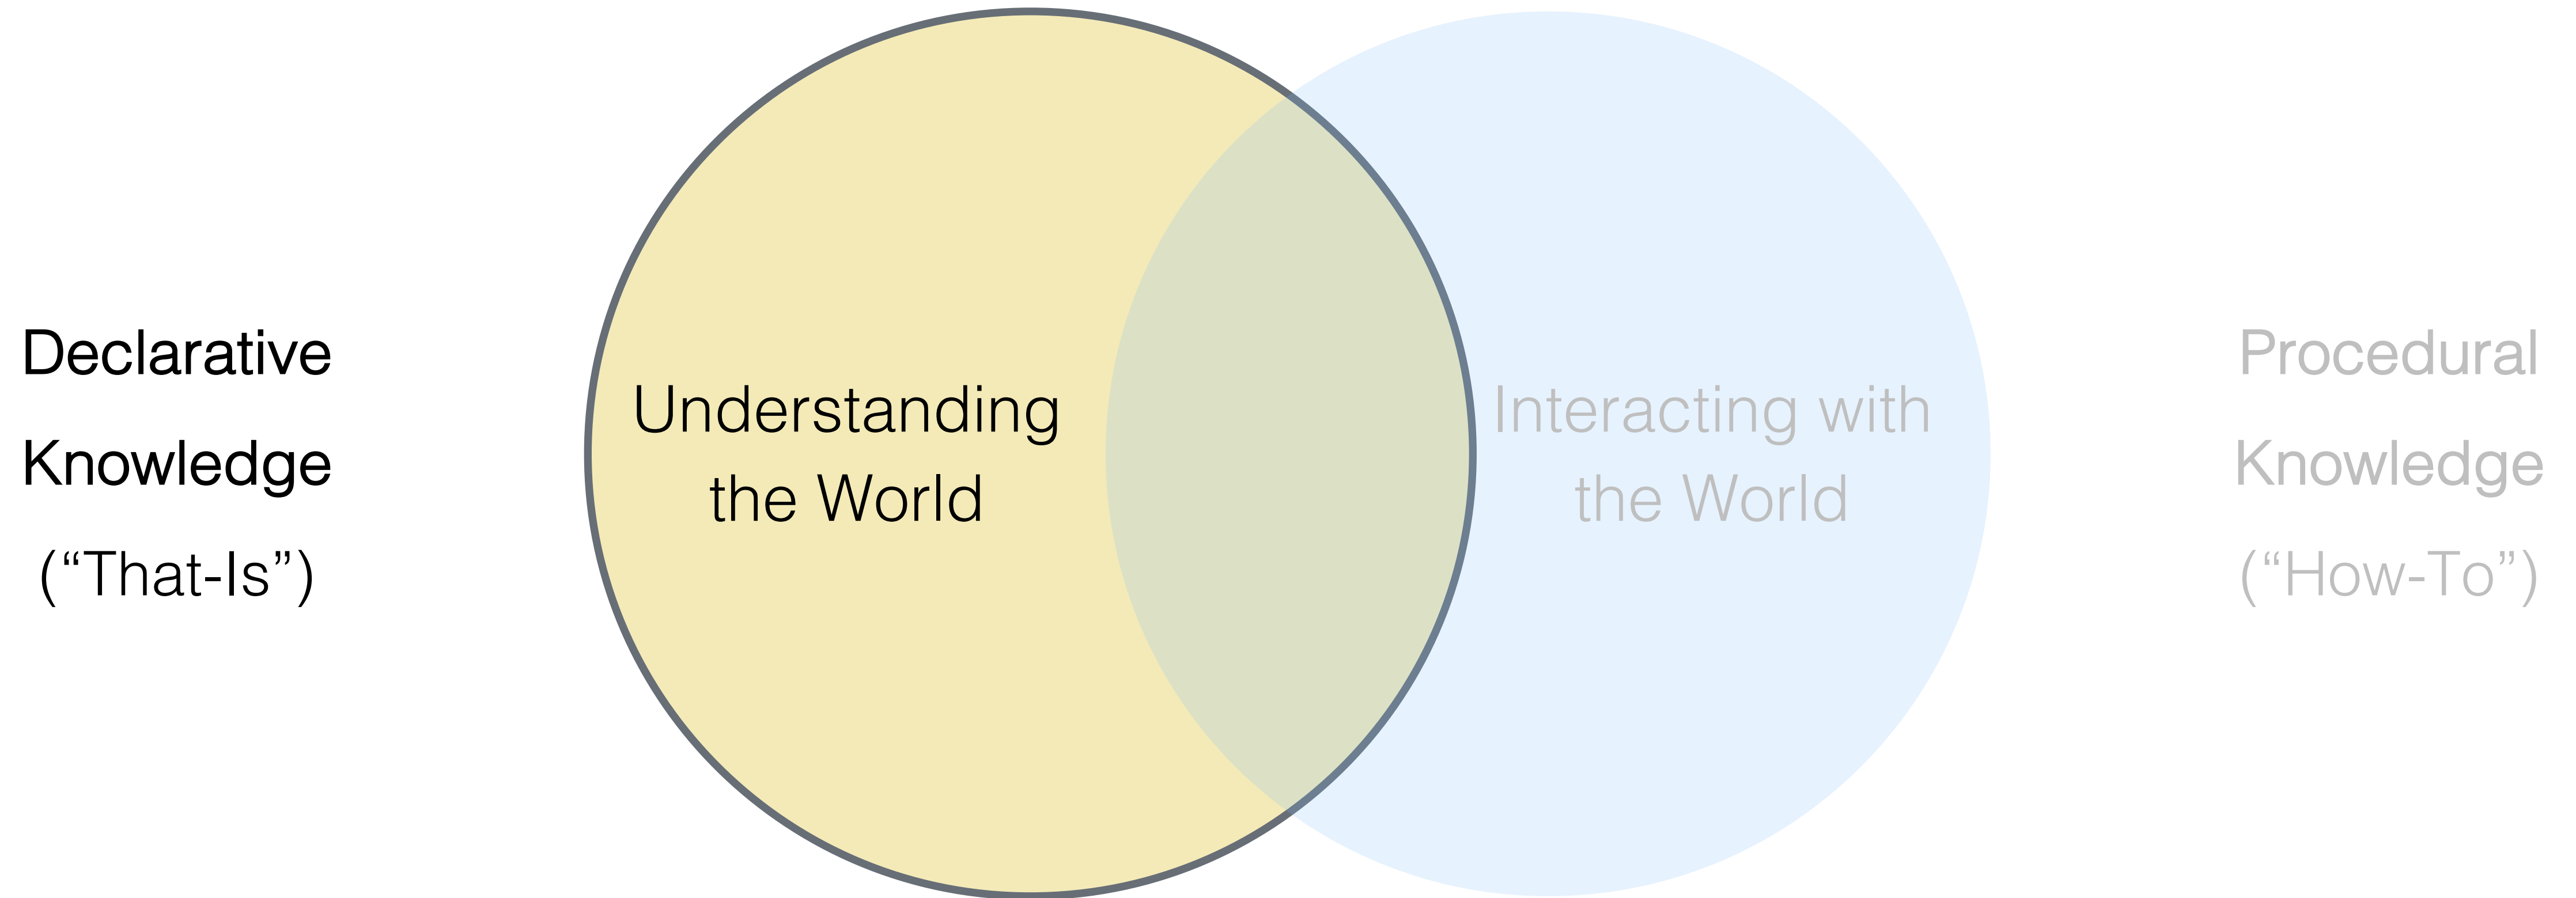 Declarative
Knowledge
(“That-Is”)
Understanding
the World
Interacting with
the World
Procedural
Knowledge
(“How-To”)